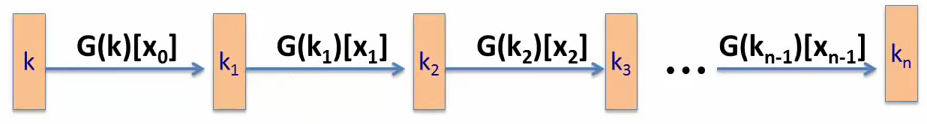 k G(k)[x₀] k₁ G(k₁)[x₁] k₂ G(k₂)[x₂] k₃ ••• G(kₙ₋₁)[xₙ₋₁] kₙ